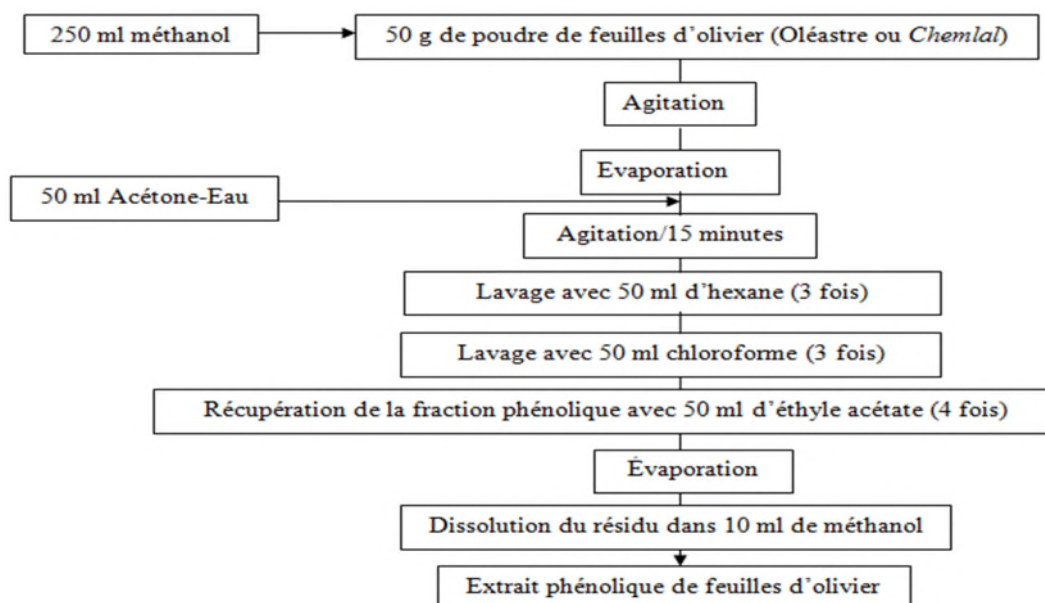 250 ml méthanol
50 g de poudre de feuilles d’olivier (Oléastre ou Chemlal)
Agitation
Evaporation
50 ml Acétone-Eau
Agitation/15 minutes
Lavage avec 50 ml d’hexane (3 fois)
Lavage avec 50 ml chloroforme (3 fois)
Récupération de la fraction phénolique avec 50 ml d’éthyle acétate (4 fois)
Évaporation
Dissolution du résidu dans 10 ml de méthanol
Extrait phénolique de feuilles d’olivier